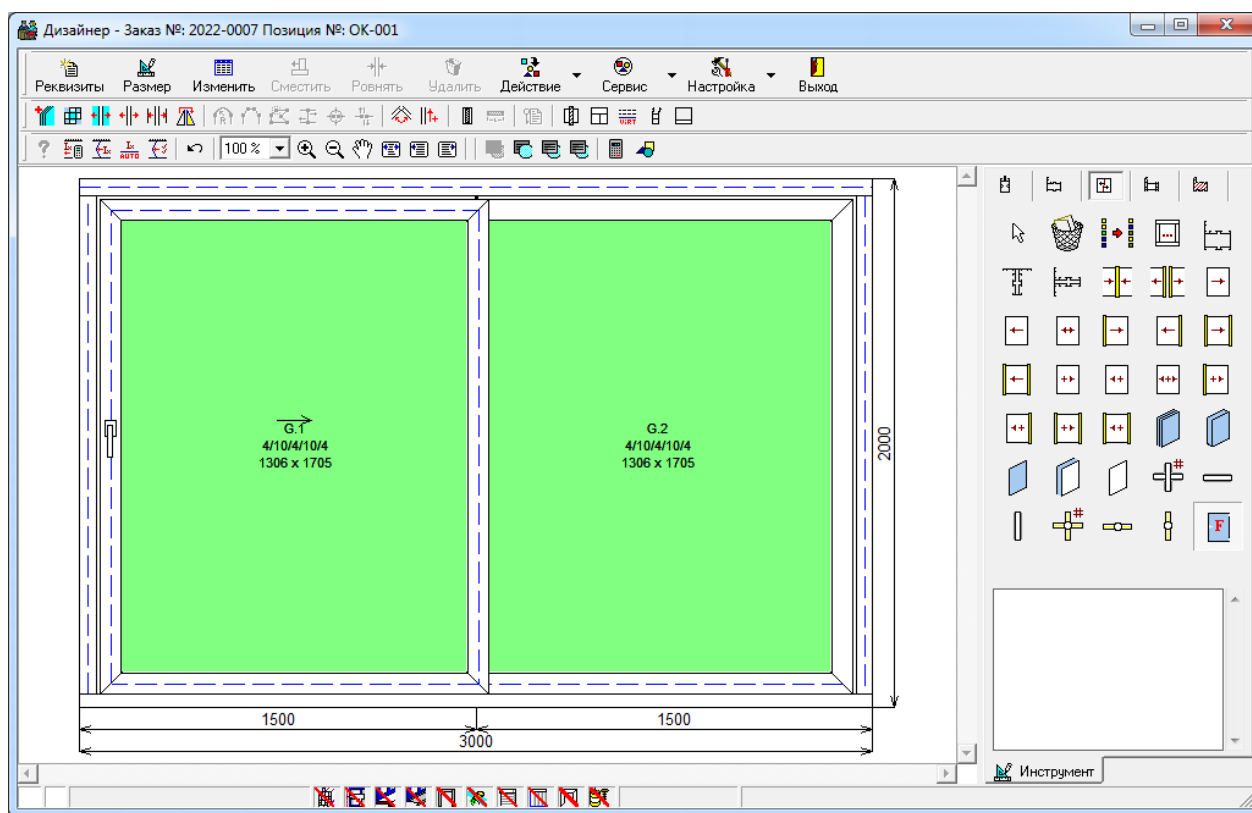 Дизайнер - Заказ №: 2022-0007 Позиция №: ОК-001
Реквизиты Размер Изменить Сместить Ровнять Удалить Действие Сервис Настройка Выход
100 %
G.1
4/10/4/10/4
1306 x 1705
G.2
4/10/4/10/4
1306 x 1705
2000
1500 1500
3000
F
Инструмент